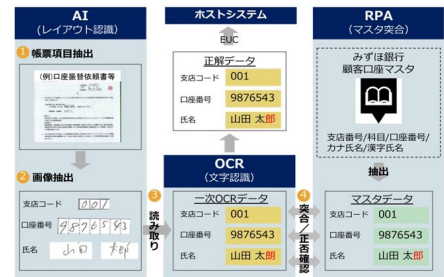 AI
(レイアウト認識)
1 帳票項目抽出
(例)口座振替依頼書等
2 画像抽出
支店コード 001
口座番号 9876543
氏名 山田 太郎
3 読み取り
ホストシステム
EUC
正解データ
支店コード 001
口座番号 9876543
氏名 山田 太郎
OCR
(文字認識)
一次OCRデータ
支店コード 001
口座番号 9876543
氏名 山田 太郎
4 突合/正否確認
RPA
(マスタ突合)
みずほ銀行
顧客口座マスタ
支店番号/科目/口座番号/
カナ氏名/漢字氏名
抽出
マスタデータ
支店コード 001
口座番号 9876543
氏名 山田 太郎